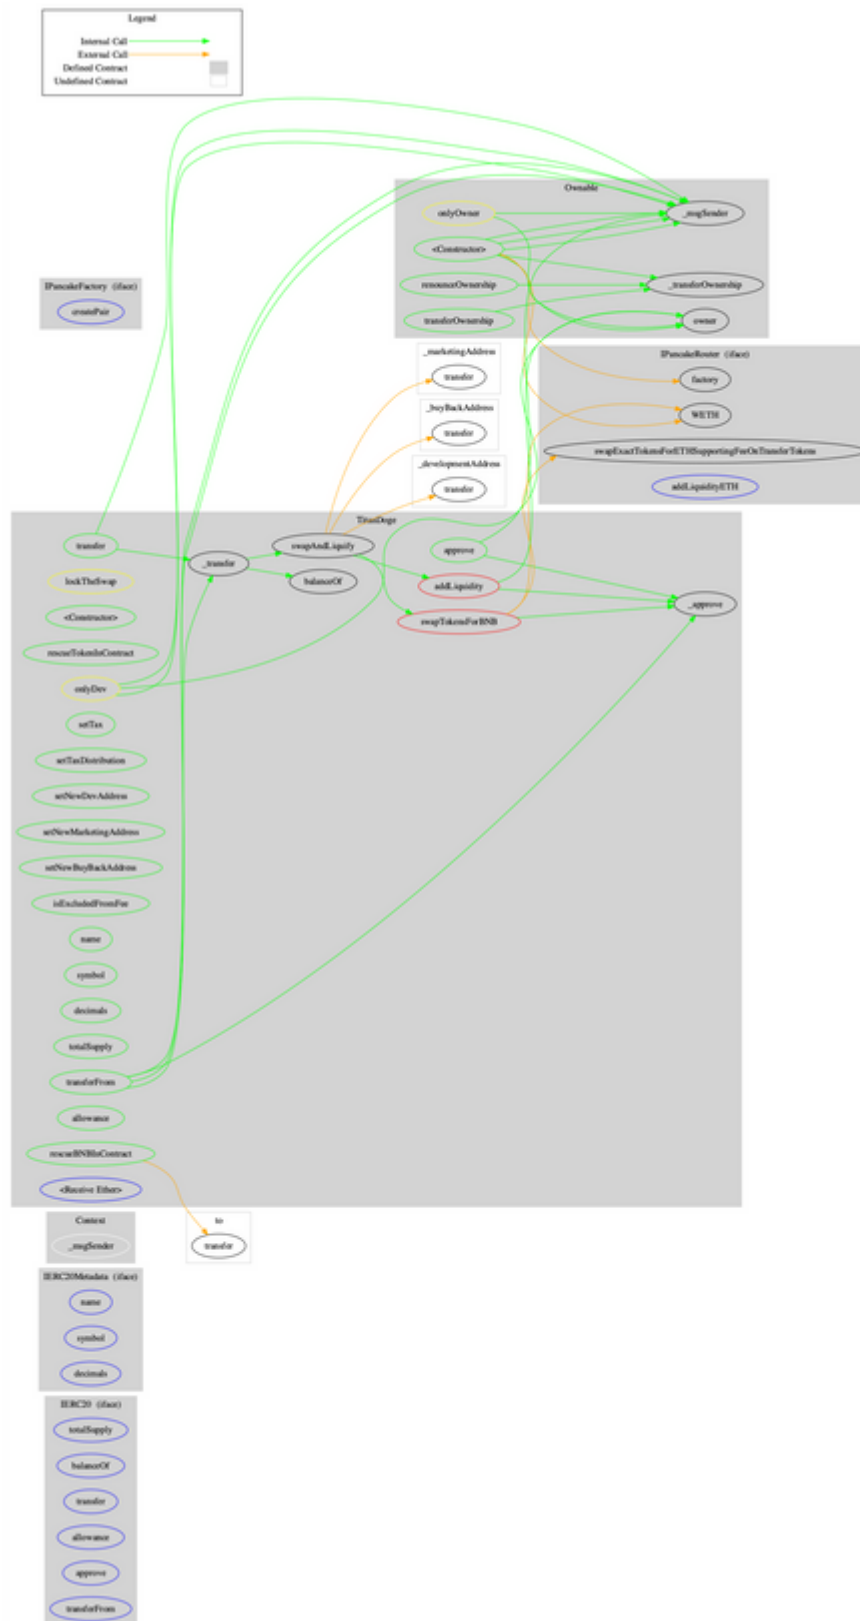 Legend
Internal Call
External Call
Defined Contract
Undefined Contract
Ownable
onlyOwner
_msgSender
<Constructor>
renounceOwnership
_transferOwnership
transferOwnership
owner
IPancakeFactory (iface)
createPair
_marketingAddress
transfer
_buyBackAddress
transfer
_developmentAddress
transfer
IPancakeRouter (iface)
factory
WETH
swapExactTokensForETHSupportingFeeOnTransferTokens
addLiquidityETH
TitusDoge
transfer
_transfer
swapAndLiquify
approve
lockTheSwap
balanceOf
addLiquidity
_approve
<Constructor>
swapTokensForBNB
rescueTokenInContract
onlyDev
setTax
setTaxDistribution
setNewDevAddress
setNewMarketingAddress
setNewBuyBackAddress
isExcludedFromFee
name
symbol
decimals
totalSupply
transferFrom
allowance
rescueBNBInContract
<Receive Ether>
Context
_msgSender
to
transfer
IERC20Metadata (iface)
name
symbol
decimals
IERC20 (iface)
totalSupply
balanceOf
transfer
allowance
approve
transferFrom